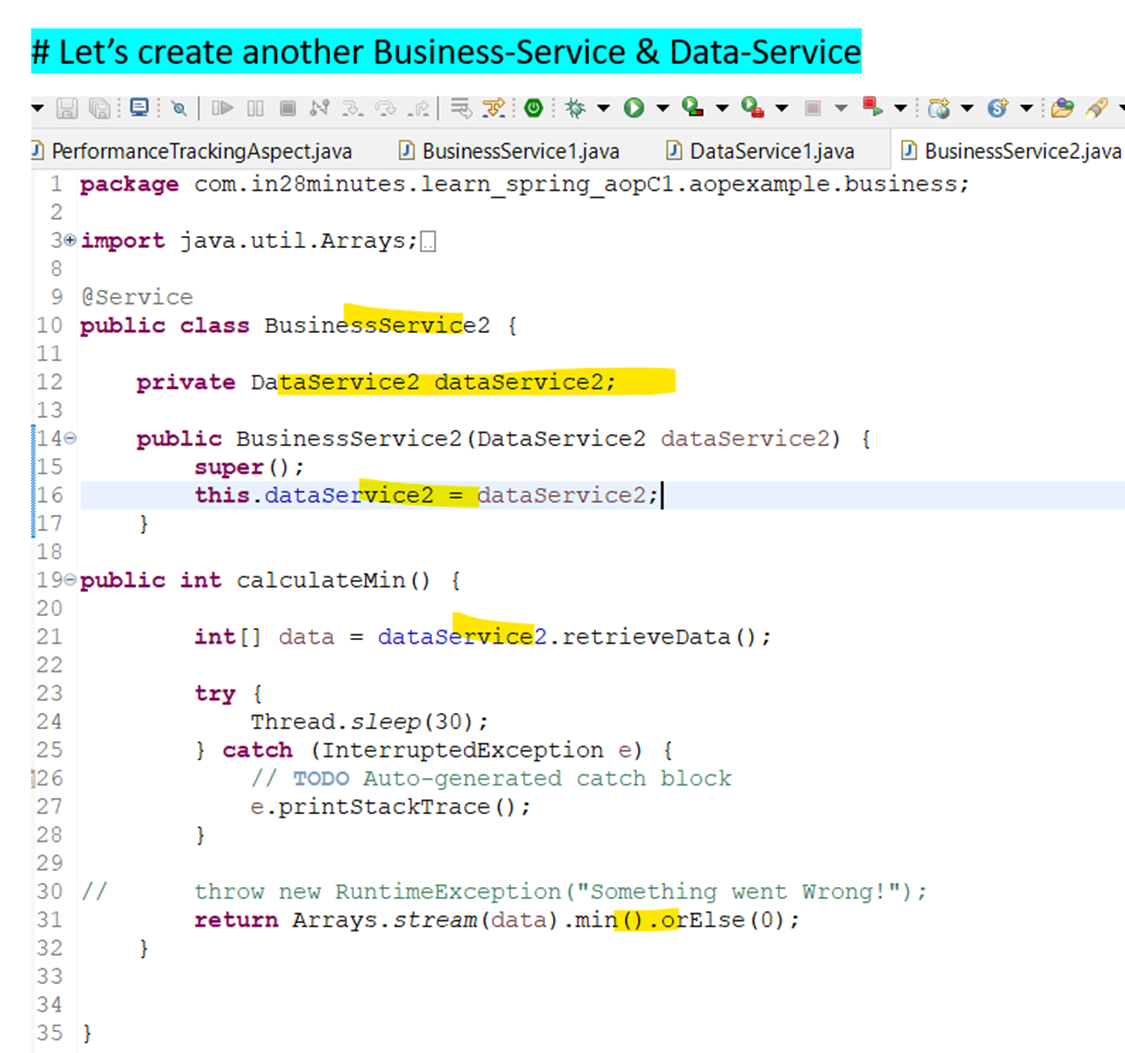 # Let's create another Business-Service & Data-Service
PerformanceTrackingAspect.java BusinessService1.java DataService1.java BusinessService2.java
1 package com.in28minutes.learn_spring_aopC1.aopexample.business;
2
3 import java.util.Arrays;
8
9 @Service
10 public class BusinessService2 {
11
12     private DataService2 dataService2;
13
14     public BusinessService2(DataService2 dataService2) {
15         super();
16         this.dataService2 = dataService2;
17     }
18
19 public int calculateMin() {
20
21         int[] data = dataService2.retrieveData();
22
23         try {
24             Thread.sleep(30);
25         } catch (InterruptedException e) {
26             // TODO Auto-generated catch block
27             e.printStackTrace();
28         }
29
30 //      throw new RuntimeException("Something went Wrong!");
31         return Arrays.stream(data).min().orElse(0);
32     }
33
34
35 }